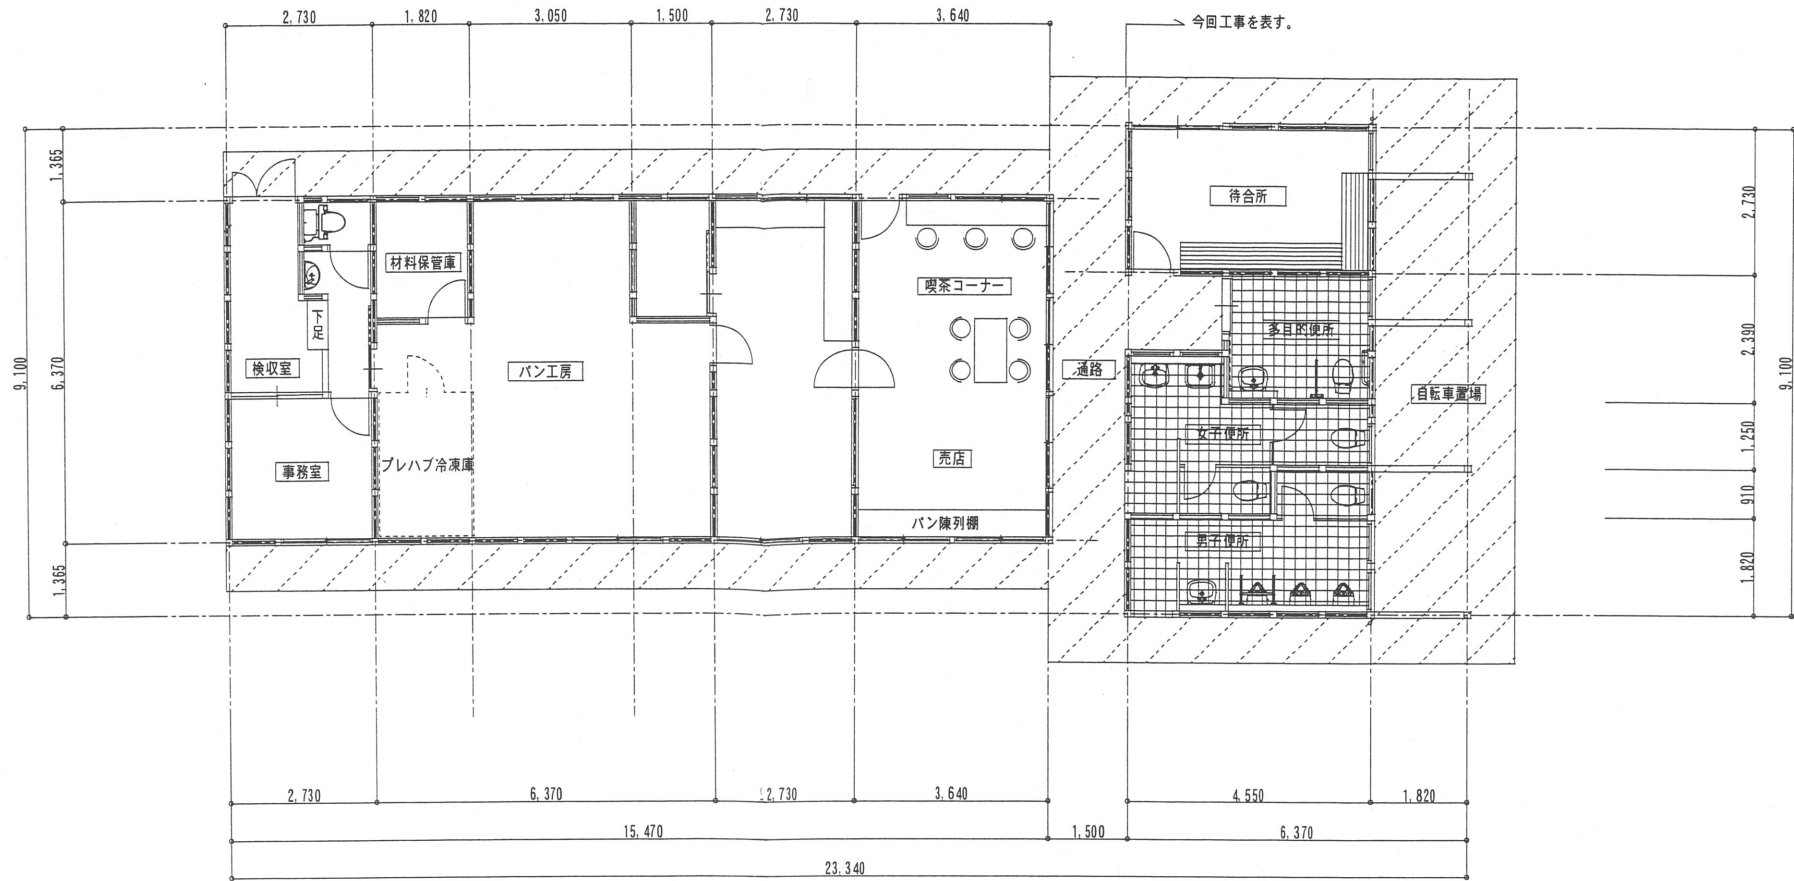 2,730
1,820
3,050
1,500
2,730
3,640
今回工事を表す。
1,365
6,370
1,365
9,100
待合所
材料保管庫
喫茶コーナー
下足
多目的便所
検収室
パン工房
通路
自転車置場
女子便所
事務室
プレハブ冷凍庫
売店
パン陳列棚
男子便所
2,730
2,390
1,250
910
1,820
9,100
2,730
6,370
2,730
3,640
4,550
1,820
15,470
1,500
6,370
23,340